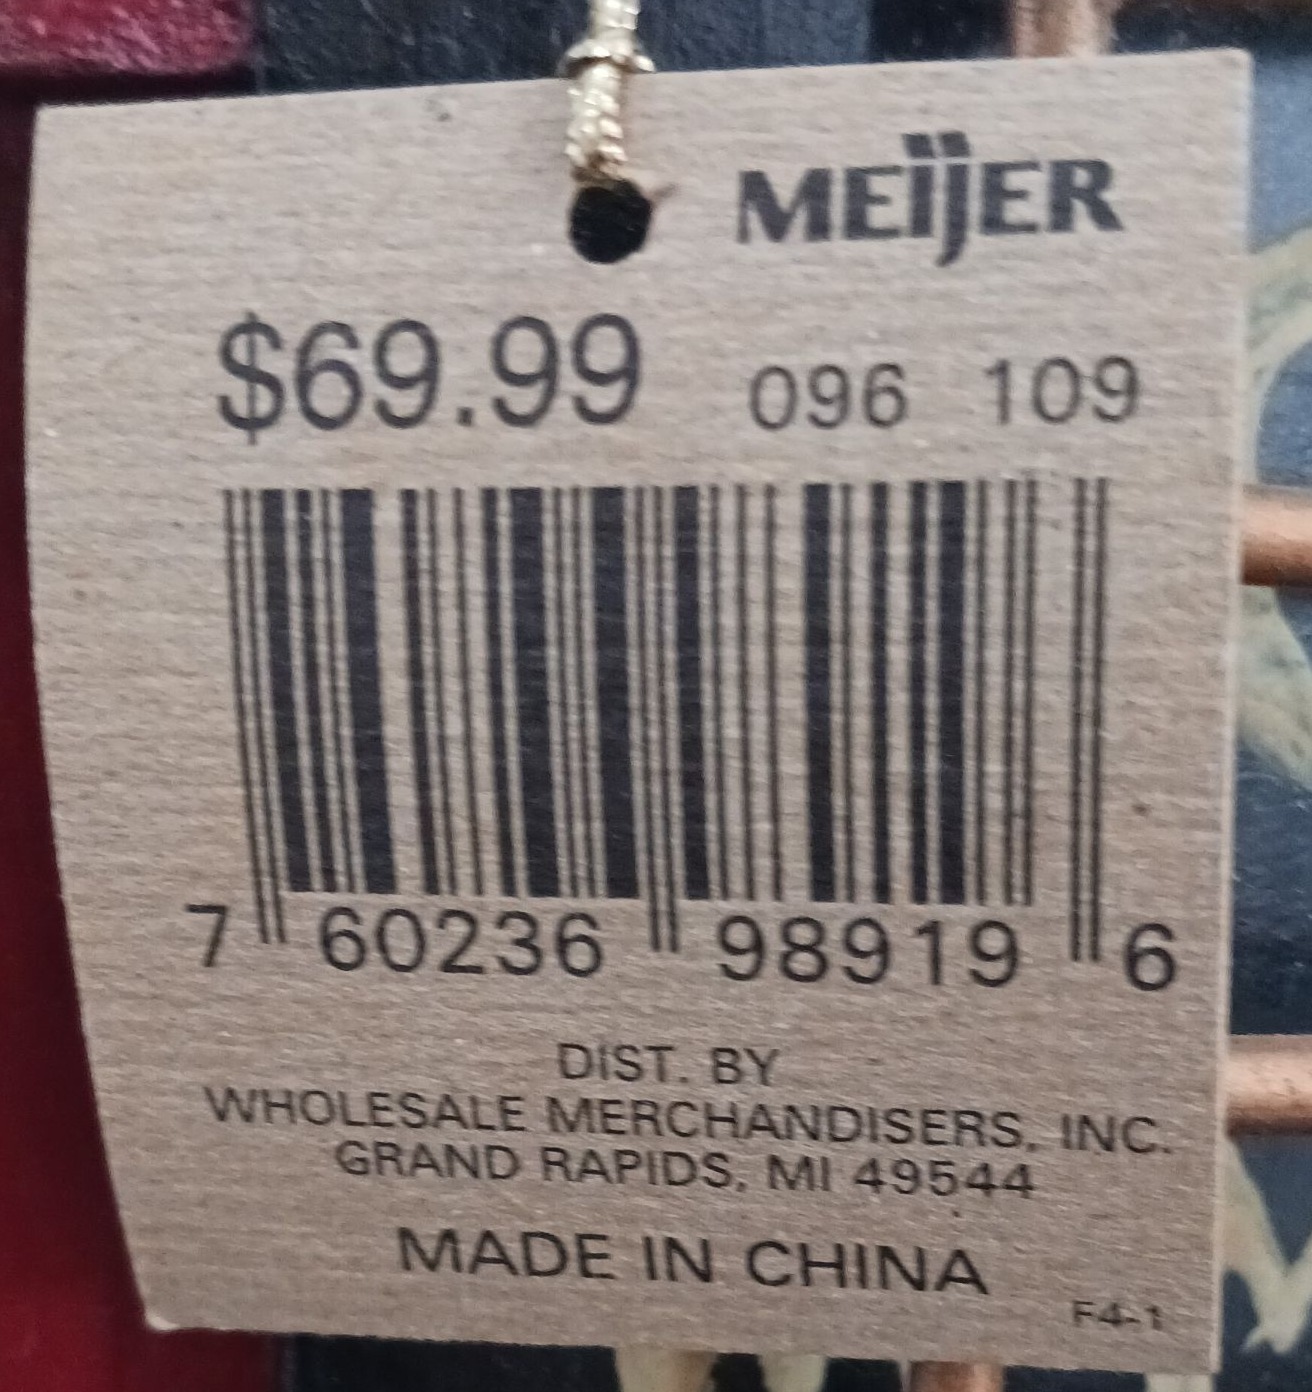 MEijER
$69.99 096 109
7 60236 98919 6
DIST. BY
WHOLESALE MERCHANDISERS, INC.
GRAND RAPIDS, MI 49544
MADE IN CHINA
F4-1